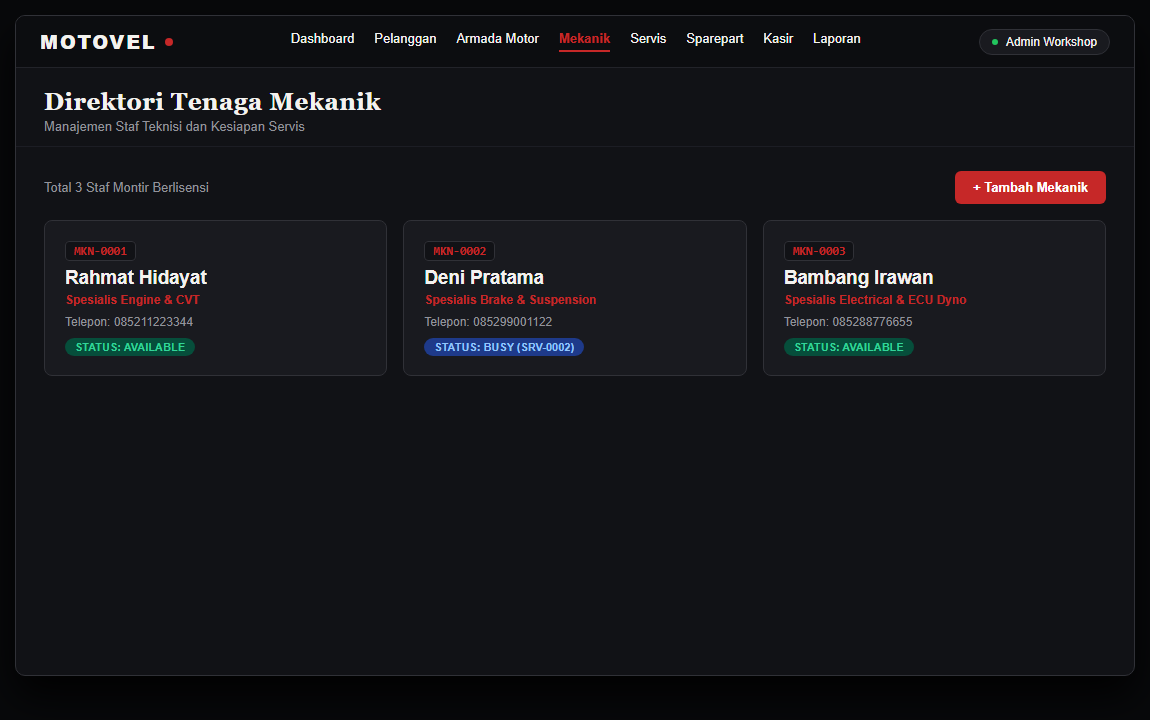 MOTOVEL
Dashboard Pelanggan Armada Motor Mekanik Servis Sparepart Kasir Laporan
Admin Workshop
Direktori Tenaga Mekanik
Manajemen Staf Teknisi dan Kesiapan Servis
Total 3 Staf Montir Berlisensi
+ Tambah Mekanik
MKN-0001
Rahmat Hidayat
Spesialis Engine & CVT
Telepon: 085211223344
STATUS: AVAILABLE
MKN-0002
Deni Pratama
Spesialis Brake & Suspension
Telepon: 085299001122
STATUS: BUSY (SRV-0002)
MKN-0003
Bambang Irawan
Spesialis Electrical & ECU Dyno
Telepon: 085288776655
STATUS: AVAILABLE